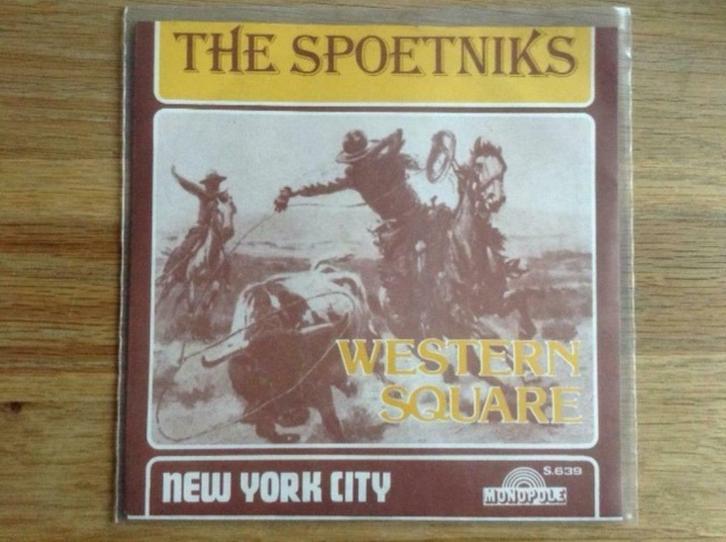 THE SPOETNIKS
WESTERN
SQUARE
NEW YORK CITY
S.639
MONOPOLE